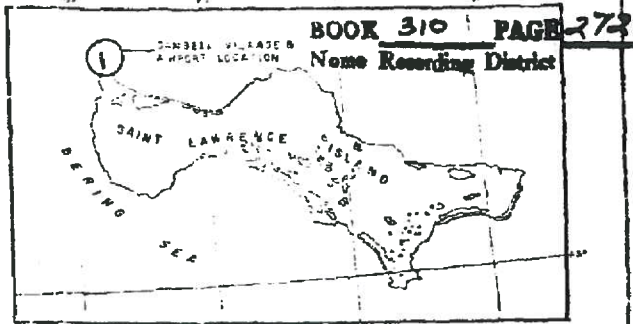 BOOK 310 PAGE 272
Nome Recording District
GAMBELL VILLAGE &
AIRPORT LOCATION
1
SAINT LAWRENCE ISLAND
BERING SEA